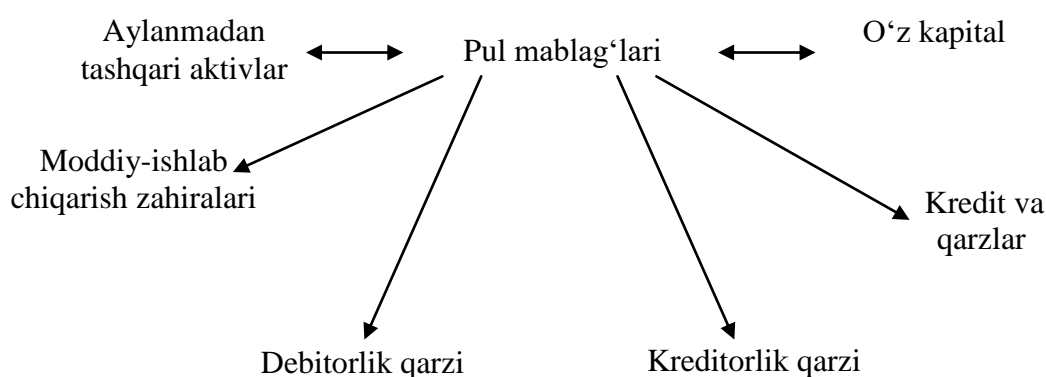 Aylanmadan
tashqari aktivlar
Pul mablag‘lari
O‘z kapital
Moddiy-ishlab
chiqarish zahiralari
Kredit va
qarzlar
Debitorlik qarzi
Kreditorlik qarzi